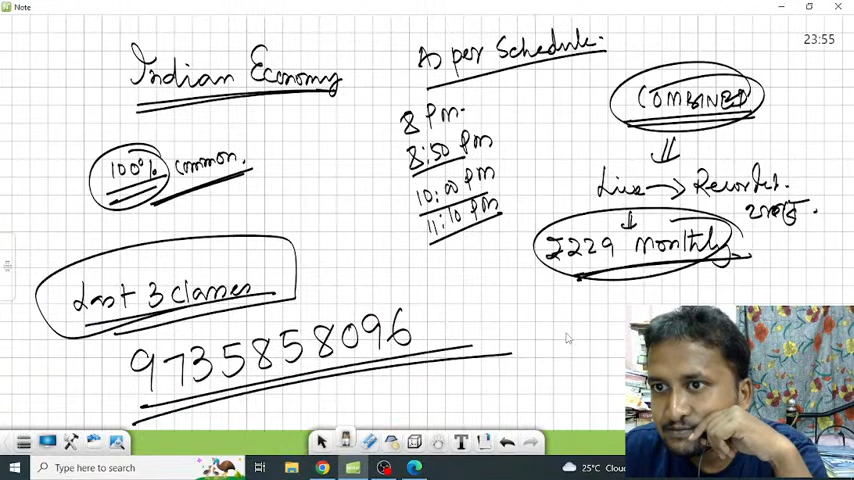 Note
23:55
Indian Economy
100% common.
Last 3 classes
9735858096
As per Schedule.
8 PM.
8:50 PM
10:00 PM
11:10 PM
COMBINED
Live → Recorded.
₹229 Monthly
Type here to search
25°C Cloud